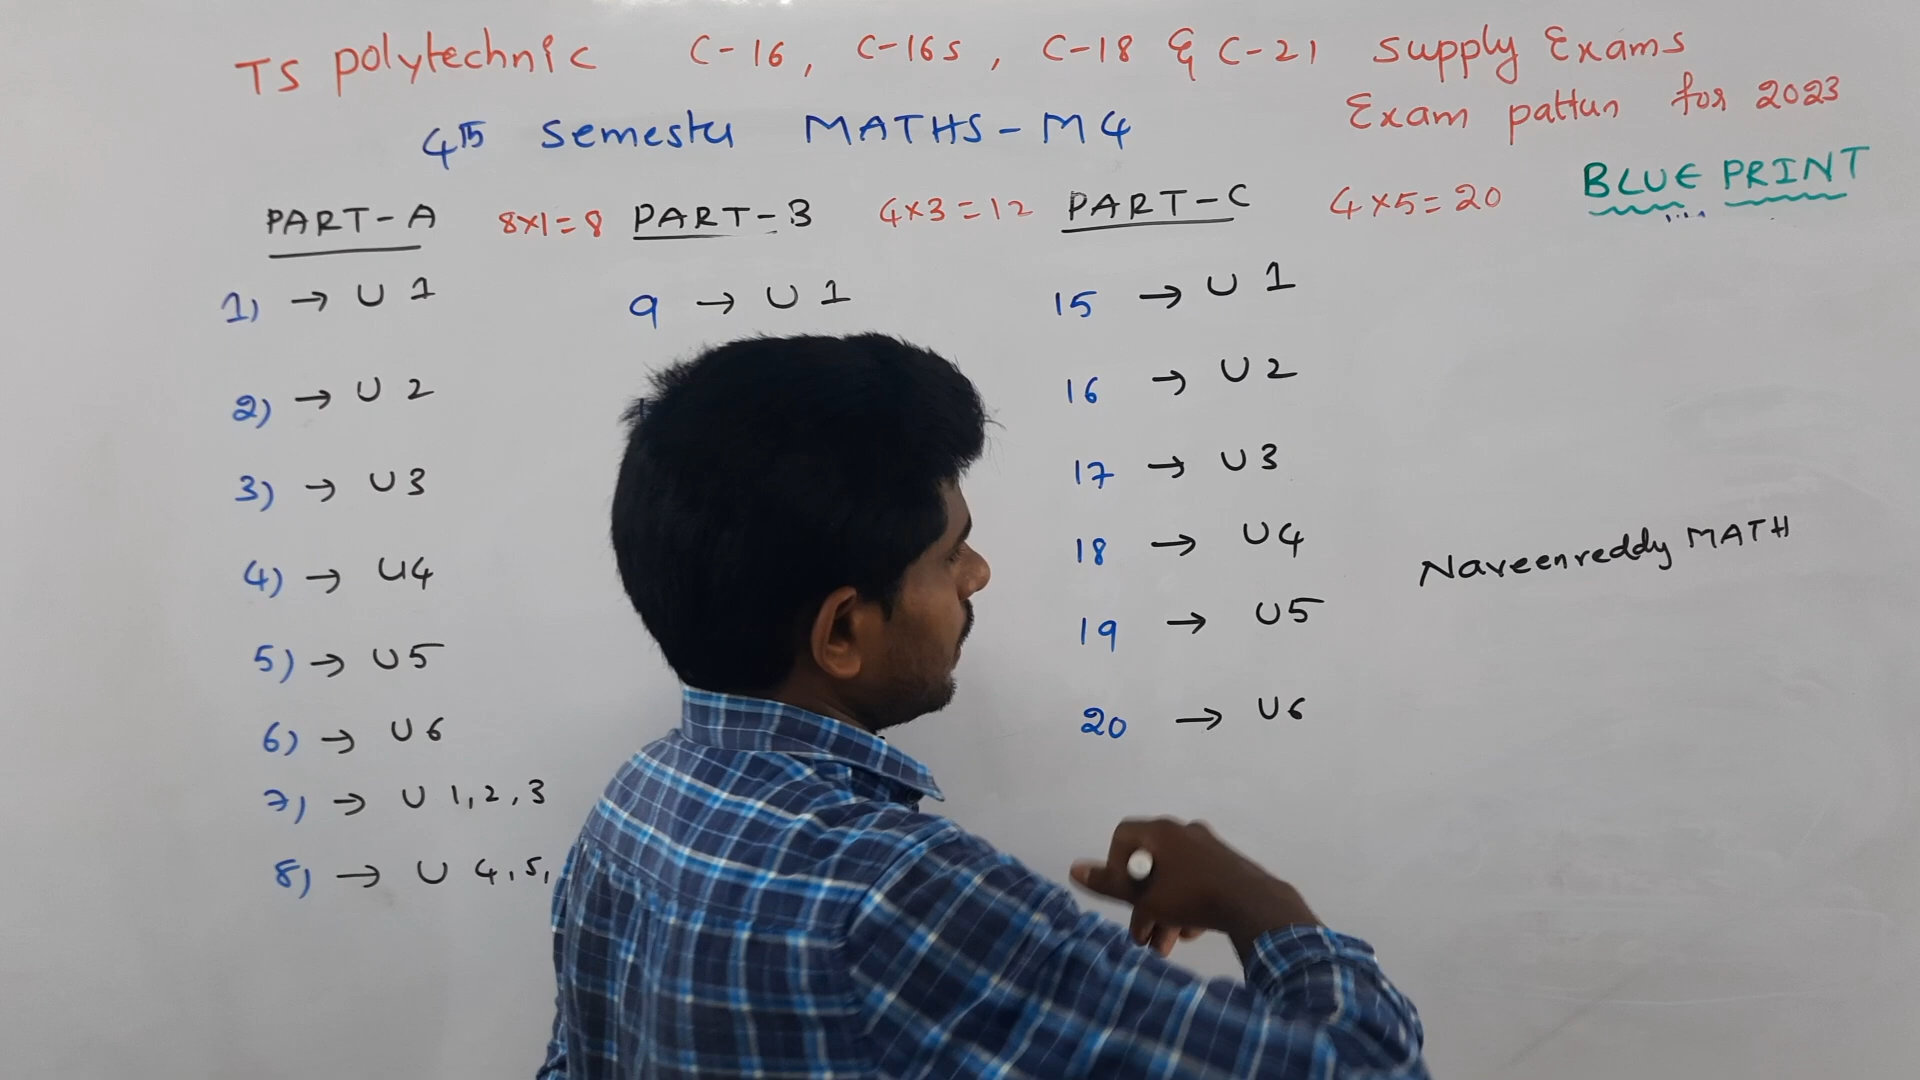 TS polytechnic C-16, C-16s, C-18 & C-21 Supply Exams
Exam pattern for 2023
4th Semester MATHS-M4
BLUE PRINT
PART-A 8x1=8 PART-B 4x3=12 PART-C 4x5=20
1) → U 1 9 → U 1 15 → U 1
2) → U 2 16 → U 2
3) → U3 17 → U3
4) → U4 18 → U4
Naveenreddy MATH
5) → U5 19 → U5
6) → U6 20 → U6
7) → U 1,2,3
8) → U 4,5,